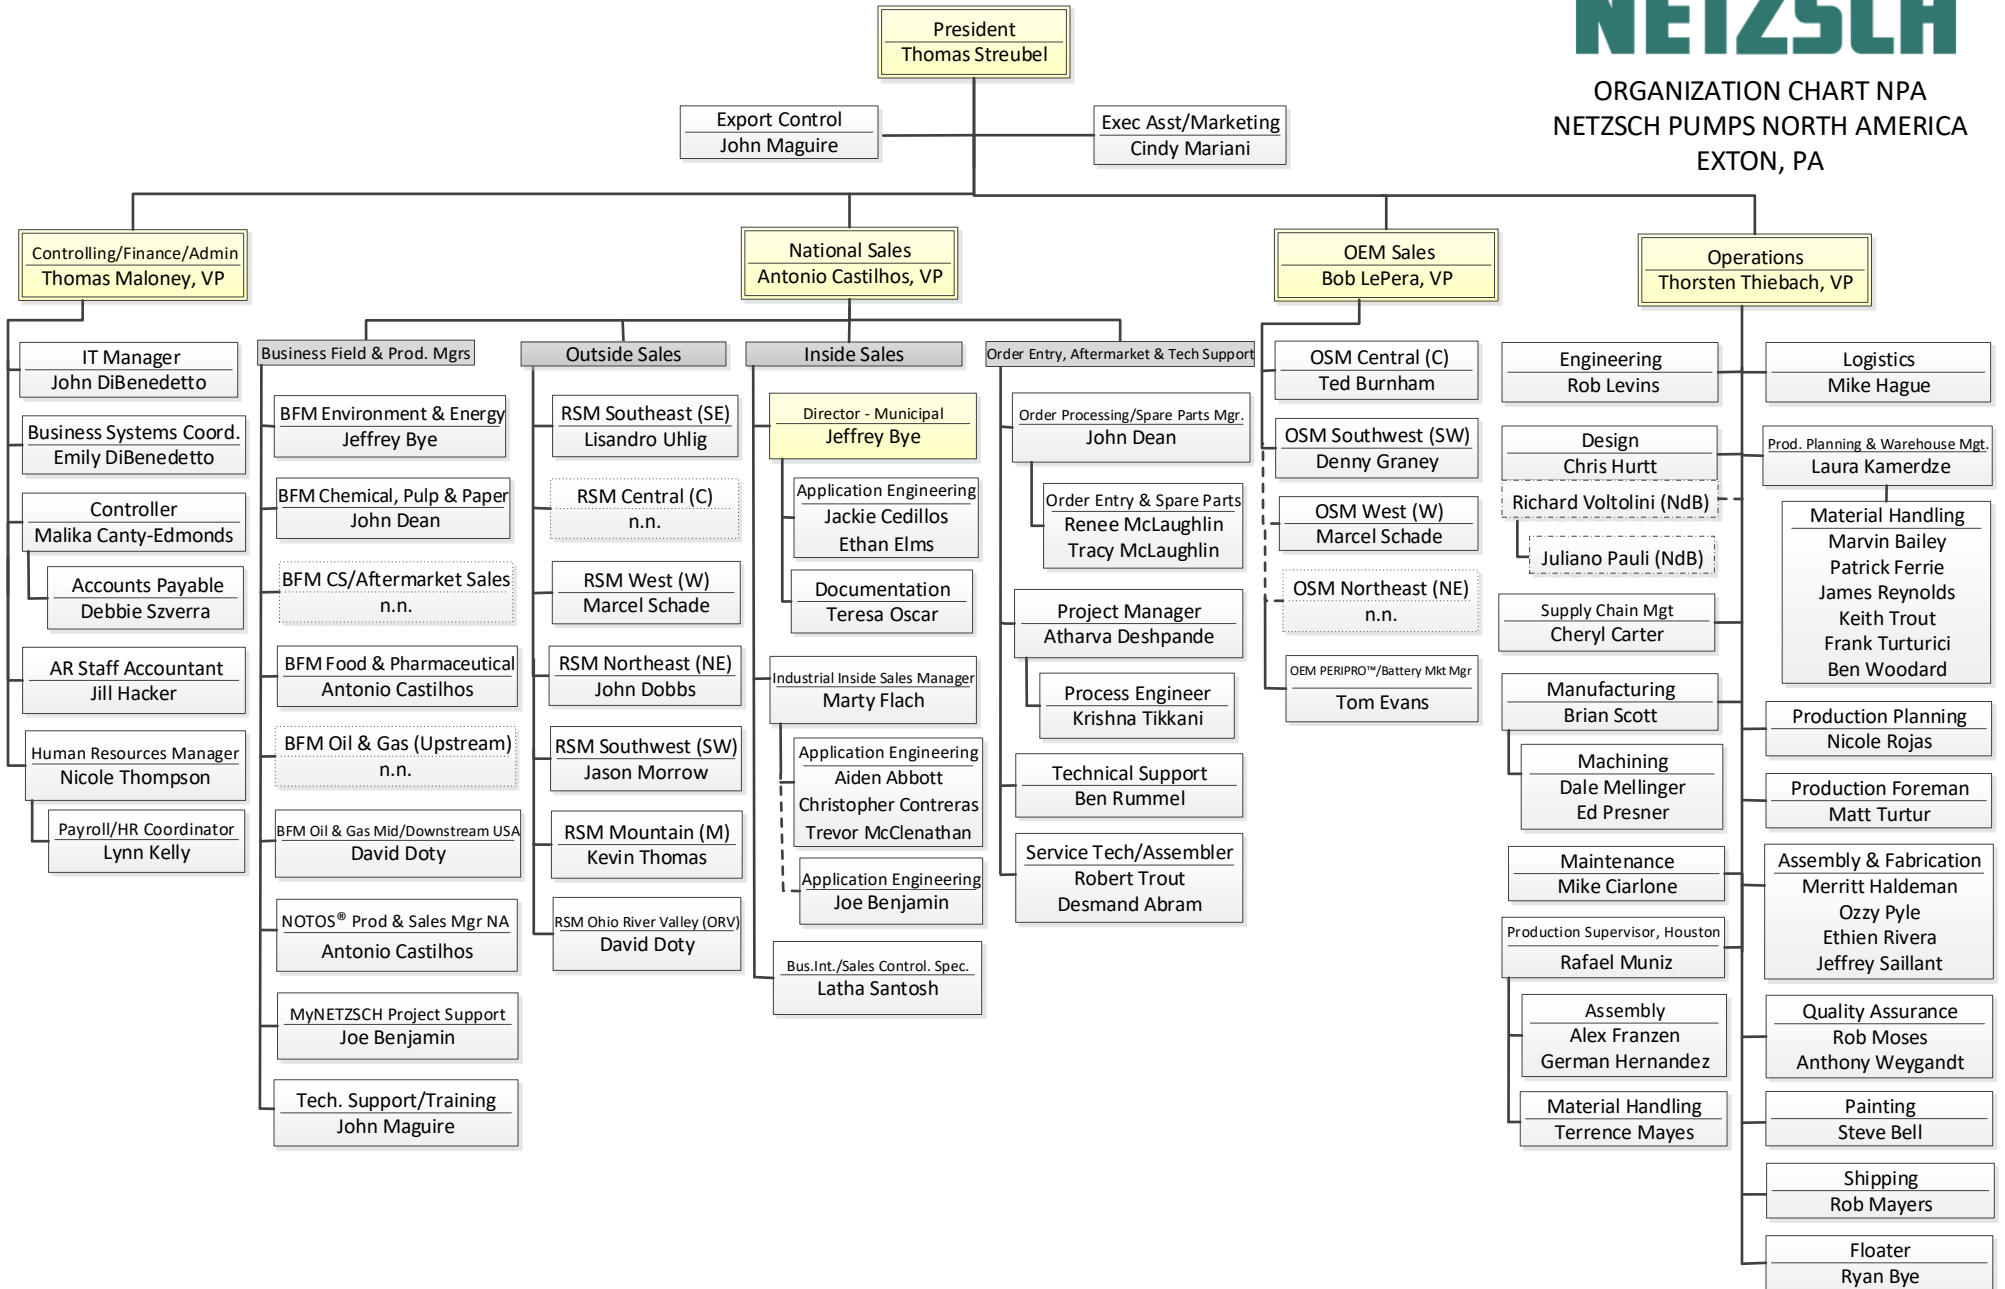 NETZSCH
ORGANIZATION CHART NPA
NETZSCH PUMPS NORTH AMERICA
EXTON, PA
President
Thomas Streubel
Export Control
John Maguire
Exec Asst/Marketing
Cindy Mariani
Controlling/Finance/Admin
Thomas Maloney, VP
IT Manager
John DiBenedetto
Business Systems Coord.
Emily DiBenedetto
Controller
Malika Canty-Edmonds
Accounts Payable
Debbie Szverra
AR Staff Accountant
Jill Hacker
Human Resources Manager
Nicole Thompson
Payroll/HR Coordinator
Lynn Kelly
National Sales
Antonio Castilhos, VP
Business Field & Prod. Mgrs
BFM Environment & Energy
Jeffrey Bye
BFM Chemical, Pulp & Paper
John Dean
BFM CS/Aftermarket Sales
n.n.
BFM Food & Pharmaceutical
Antonio Castilhos
BFM Oil & Gas (Upstream)
n.n.
BFM Oil & Gas Mid/Downstream USA
David Doty
NOTOS® Prod & Sales Mgr NA
Antonio Castilhos
MyNETZSCH Project Support
Joe Benjamin
Tech. Support/Training
John Maguire
Outside Sales
RSM Southeast (SE)
Lisandro Uhlig
RSM Central (C)
n.n.
RSM West (W)
Marcel Schade
RSM Northeast (NE)
John Dobbs
RSM Southwest (SW)
Jason Morrow
RSM Mountain (M)
Kevin Thomas
RSM Ohio River Valley (ORV)
David Doty
Inside Sales
Director - Municipal
Jeffrey Bye
Application Engineering
Jackie Cedillos
Ethan Elms
Documentation
Teresa Oscar
Industrial Inside Sales Manager
Marty Flach
Application Engineering
Aiden Abbott
Christopher Contreras
Trevor McClenathan
Application Engineering
Joe Benjamin
Bus.Int./Sales Control. Spec.
Latha Santosh
Order Entry, Aftermarket & Tech Support
Order Processing/Spare Parts Mgr.
John Dean
Order Entry & Spare Parts
Renee McLaughlin
Tracy McLaughlin
Project Manager
Atharva Deshpande
Process Engineer
Krishna Tikkani
Technical Support
Ben Rummel
Service Tech/Assembler
Robert Trout
Desmand Abram
OEM Sales
Bob LePera, VP
OSM Central (C)
Ted Burnham
OSM Southwest (SW)
Denny Graney
OSM West (W)
Marcel Schade
OSM Northeast (NE)
n.n.
OEM PERIPRO™/Battery Mkt Mgr
Tom Evans
Operations
Thorsten Thiebach, VP
Engineering
Rob Levins
Design
Chris Hurtt
Richard Voltolini (NdB)
Juliano Pauli (NdB)
Supply Chain Mgt
Cheryl Carter
Manufacturing
Brian Scott
Machining
Dale Mellinger
Ed Presner
Maintenance
Mike Ciarlone
Production Supervisor, Houston
Rafael Muniz
Assembly
Alex Franzen
German Hernandez
Material Handling
Terrence Mayes
Logistics
Mike Hague
Prod. Planning & Warehouse Mgt.
Laura Kamerdze
Material Handling
Marvin Bailey
Patrick Ferrie
James Reynolds
Keith Trout
Frank Turturici
Ben Woodard
Production Planning
Nicole Rojas
Production Foreman
Matt Turtur
Assembly & Fabrication
Merritt Haldeman
Ozzy Pyle
Ethien Rivera
Jeffrey Saillant
Quality Assurance
Rob Moses
Anthony Weygandt
Painting
Steve Bell
Shipping
Rob Mayers
Floater
Ryan Bye